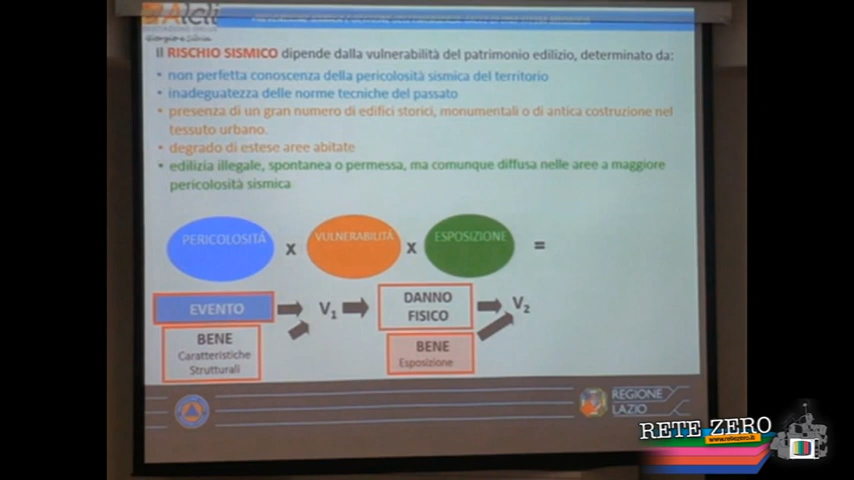 Il RISCHIO SISMICO dipende dalla vulnerabilità del patrimonio edilizio, determinato da:
• non perfetta conoscenza della pericolosità sismica del territorio
• inadeguatezza delle norme tecniche del passato
• presenza di un gran numero di edifici storici, monumentali o di antica costruzione nel
tessuto urbano.
• degrado di estese aree abitate
• edilizia illegale, spontanea o permessa, ma comunque diffusa nelle aree a maggiore
pericolosità sismica
PERICOLOSITÀ x VULNERABILITÀ x ESPOSIZIONE =
EVENTO
V1
DANNO
FISICO
V2
BENE
Caratteristiche
Strutturali
BENE
Esposizione
REGIONE
LAZIO
RETE ZERO
www.retezero.it